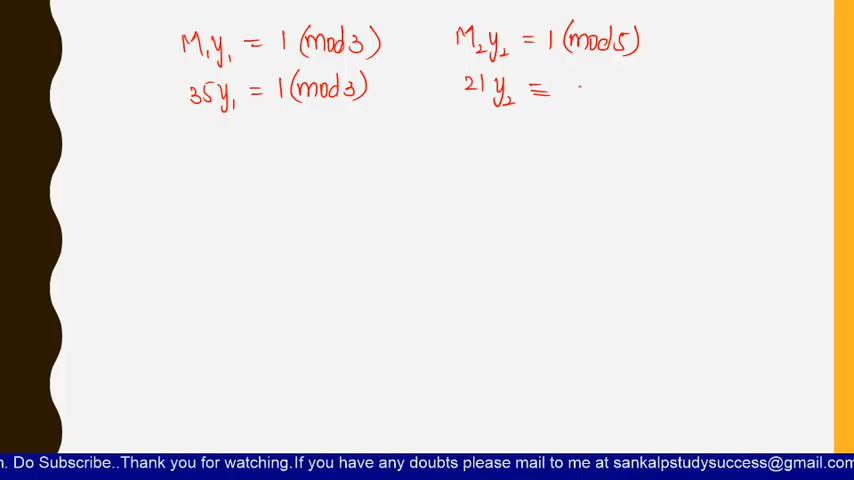 M₁y₁ = 1 (mod 3)
35y₁ = 1 (mod 3)
M₂y₂ = 1 (mod 5)
21y₂ =
n. Do Subscribe..Thank you for watching.If you have any doubts please mail to me at sankalpstudysuccess@gmail.com